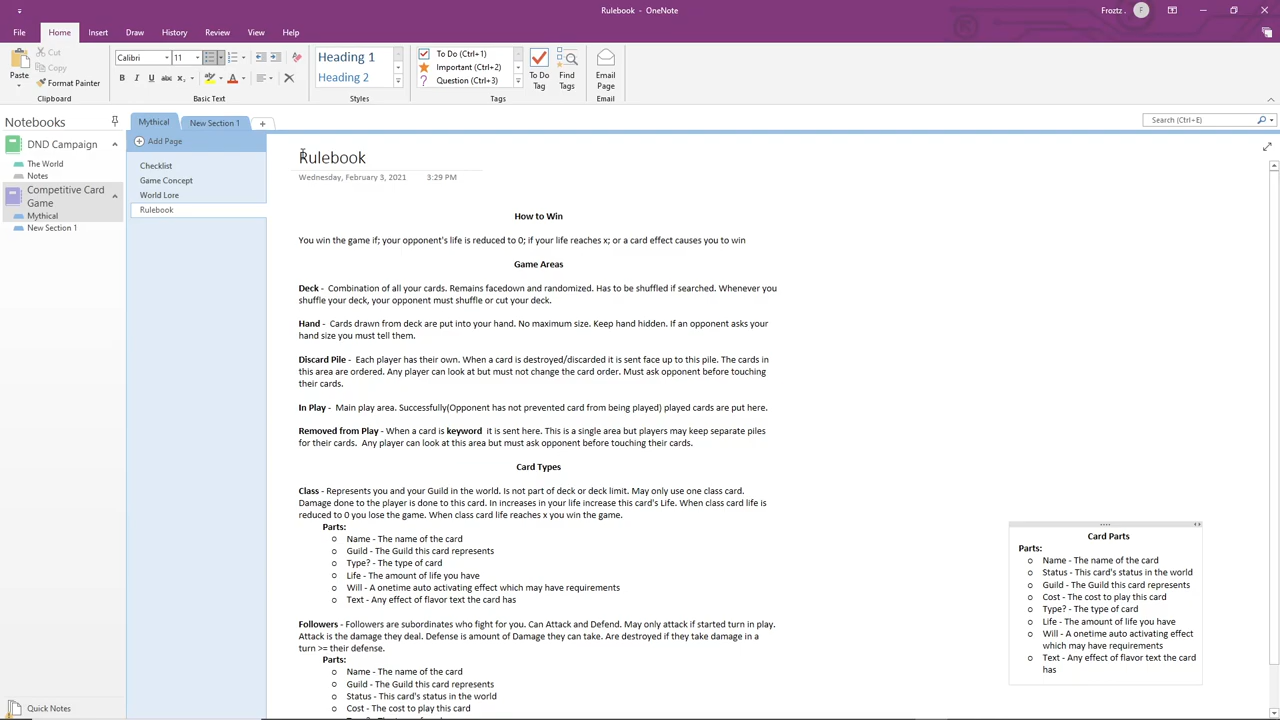 Rulebook - OneNote
Froztz .
F
File
Home
Insert
Draw
History
Review
View
Help
Paste
Cut
Copy
Format Painter
Clipboard
Calibri
11
B I U abc x₂
A
Basic Text
Heading 1
Heading 2
Styles
To Do (Ctrl+1)
Important (Ctrl+2)
Question (Ctrl+3)
To Do Tag
Find Tags
Tags
Email Page
Email
Notebooks
DND Campaign
The World
Notes
Competitive Card Game
Mythical
New Section 1
Quick Notes
Mythical
New Section 1
+
Search (Ctrl+E)
Add Page
Checklist
Game Concept
World Lore
Rulebook
Rulebook
Wednesday, February 3, 2021 3:29 PM
How to Win
You win the game if; your opponent's life is reduced to 0; if your life reaches x; or a card effect causes you to win
Game Areas
Deck - Combination of all your cards. Remains facedown and randomized. Has to be shuffled if searched. Whenever you
shuffle your deck, your opponent must shuffle or cut your deck.
Hand - Cards drawn from deck are put into your hand. No maximum size. Keep hand hidden. If an opponent asks your
hand size you must tell them.
Discard Pile - Each player has their own. When a card is destroyed/discarded it is sent face up to this pile. The cards in
this area are ordered. Any player can look at but must not change the card order. Must ask opponent before touching
their cards.
In Play - Main play area. Successfully(Opponent has not prevented card from being played) played cards are put here.
Removed from Play - When a card is keyword it is sent here. This is a single area but players may keep separate piles
for their cards. Any player can look at this area but must ask opponent before touching their cards.
Card Types
Class - Represents you and your Guild in the world. Is not part of deck or deck limit. May only use one class card.
Damage done to the player is done to this card. In increases in your life increase this card's Life. When class card life is
reduced to 0 you lose the game. When class card life reaches x you win the game.
Parts:
o Name - The name of the card
o Guild - The Guild this card represents
o Type? - The type of card
o Life - The amount of life you have
o Will - A onetime auto activating effect which may have requirements
o Text - Any effect of flavor text the card has
Followers - Followers are subordinates who fight for you. Can Attack and Defend. May only attack if started turn in play.
Attack is the damage they deal. Defense is amount of Damage they can take. Are destroyed if they take damage in a
turn >= their defense.
Parts:
o Name - The name of the card
o Guild - The Guild this card represents
o Status - This card's status in the world
o Cost - The cost to play this card
Card Parts
Parts:
o Name - The name of the card
o Status - This card's status in the world
o Guild - The Guild this card represents
o Cost - The cost to play this card
o Type? - The type of card
o Life - The amount of life you have
o Will - A onetime auto activating effect
which may have requirements
o Text - Any effect of flavor text the card
has